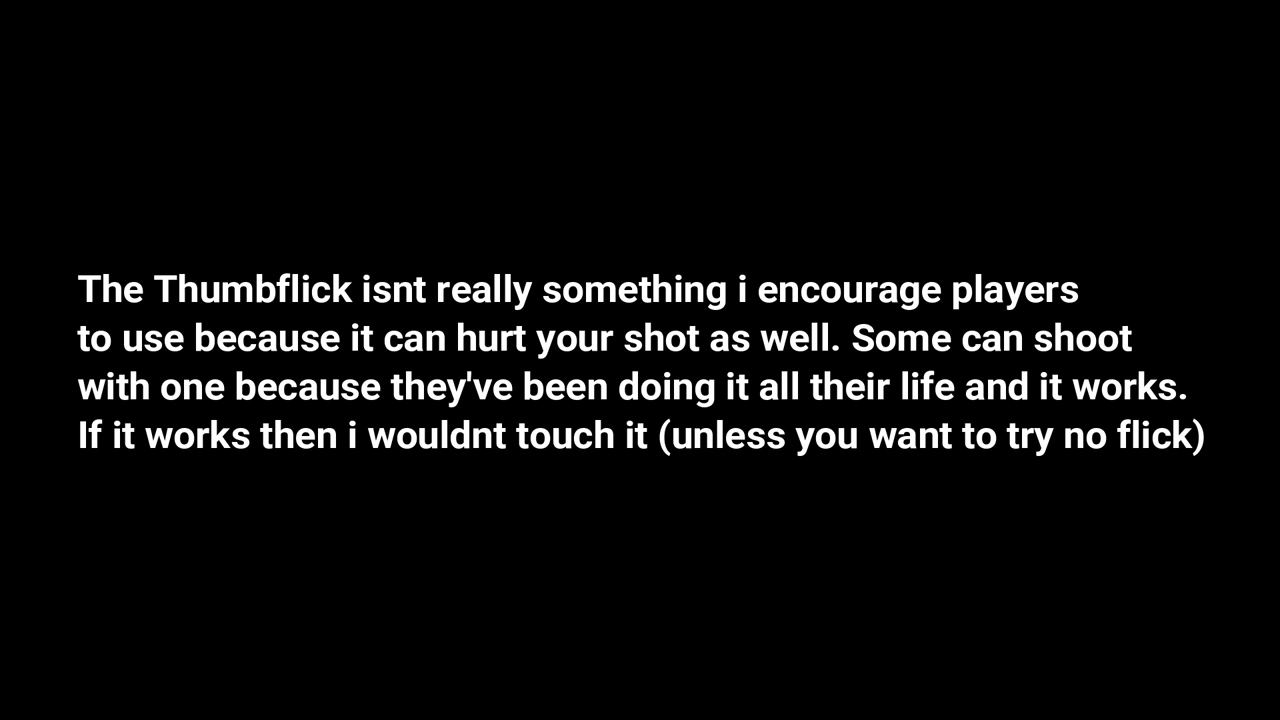 The Thumbflick isnt really something i encourage players
to use because it can hurt your shot as well. Some can shoot
with one because they've been doing it all their life and it works.
If it works then i wouldnt touch it (unless you want to try no flick)